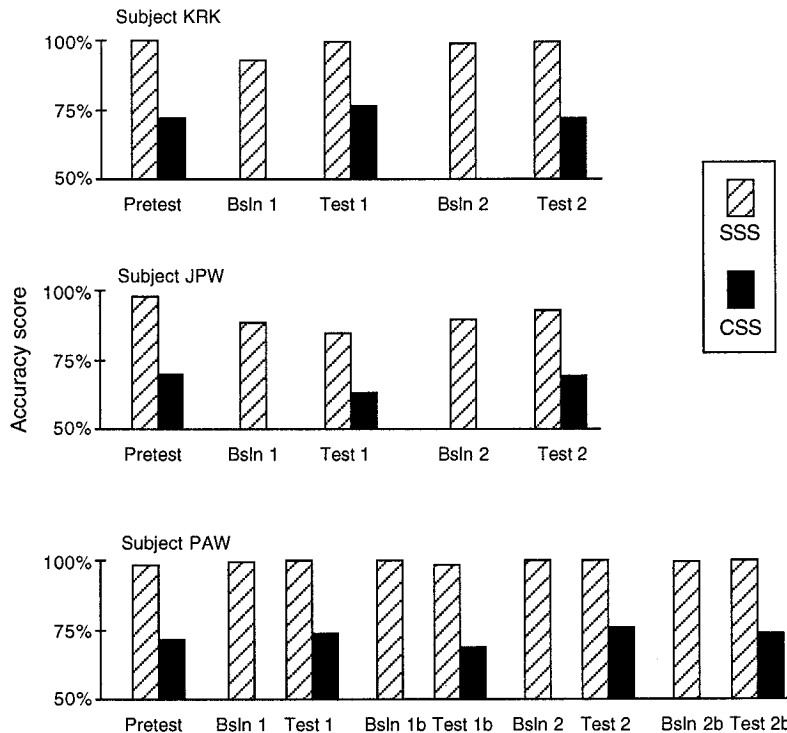 Subject KRK
100%
75%
50%
Pretest Bsln 1 Test 1 Bsln 2 Test 2
SSS
CSS
Accuracy score
Subject JPW
100%
75%
50%
Pretest Bsln 1 Test 1 Bsln 2 Test 2
Subject PAW
100%
75%
50%
Pretest Bsln 1 Test 1 Bsln 1b Test 1b Bsln 2 Test 2 Bsln 2b Test 2b